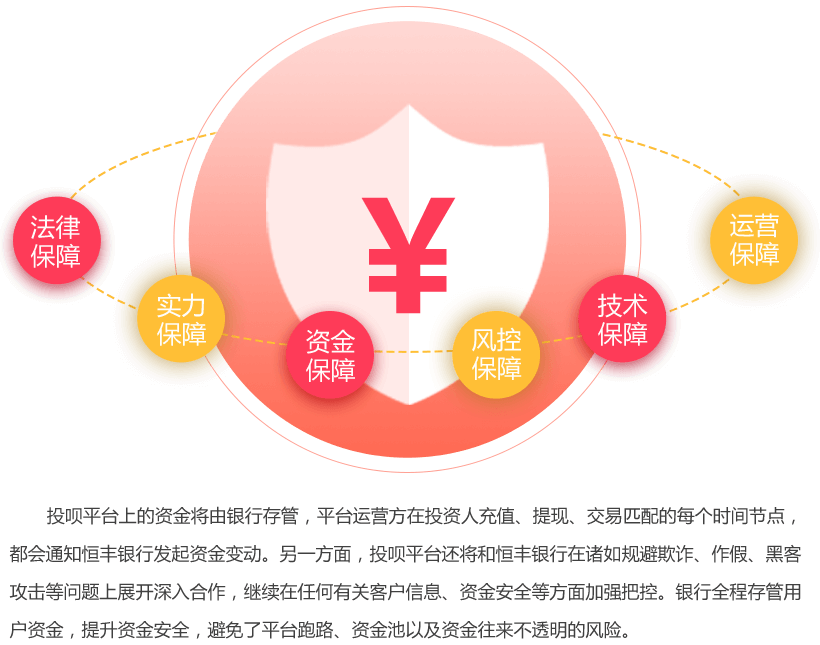 ¥
法律
保障
运营
保障
实力
保障
技术
保障
资金
保障
风控
保障
投呗平台上的资金将由银行存管，平台运营方在投资人充值、提现、交易匹配的每个时间节点，
都会通知恒丰银行发起资金变动。另一方面，投呗平台还将和恒丰银行在诸如规避欺诈、作假、黑客
攻击等问题上展开深入合作，继续在任何有关客户信息、资金安全等方面加强把控。银行全程存管用
户资金，提升资金安全，避免了平台跑路、资金池以及资金往来不透明的风险。